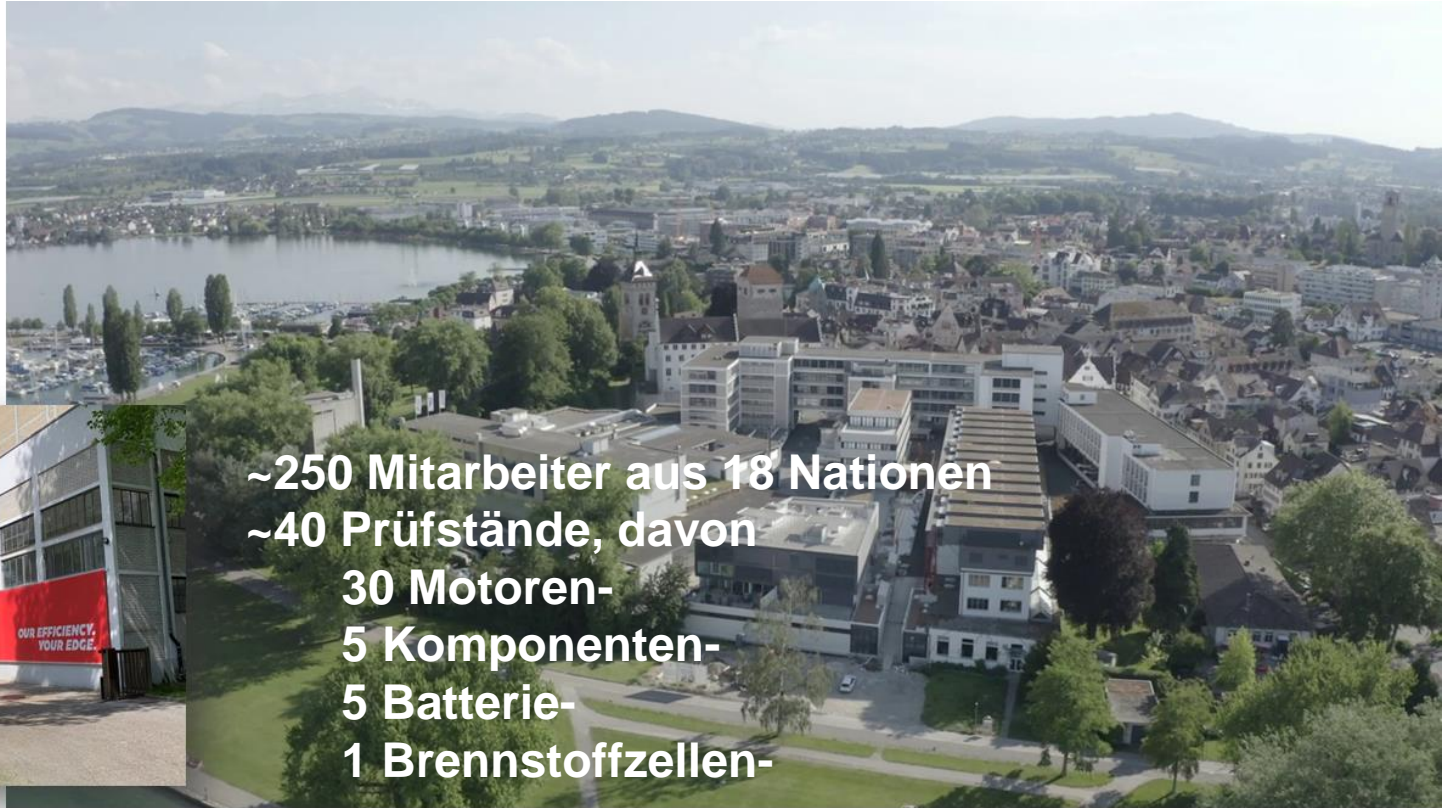 ~250 Mitarbeiter aus 18 Nationen
~40 Prüfstände, davon
30 Motoren-
5 Komponenten-
5 Batterie-
1 Brennstoffzellen-
OUR EFFICIENCY.
YOUR EDGE.